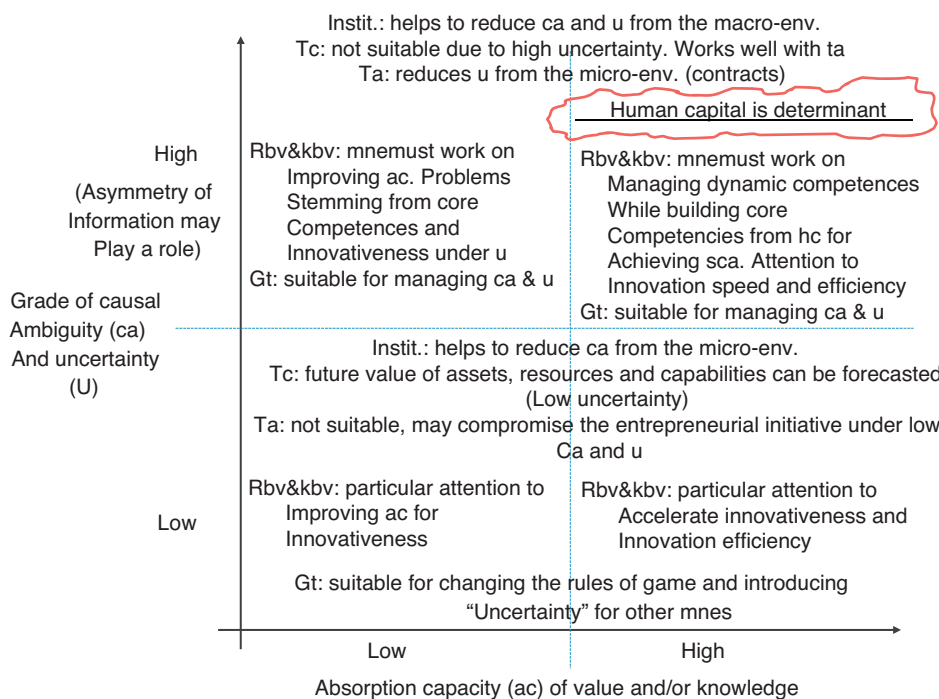 Instit.: helps to reduce ca and u from the macro-env.
Tc: not suitable due to high uncertainty. Works well with ta
Ta: reduces u from the micro-env. (contracts)
Human capital is determinant
High
(Asymmetry of
Information may
Play a role)
Rbv&kbv: mnemust work on
Improving ac. Problems
Stemming from core
Competences and
Innovativeness under u
Gt: suitable for managing ca & u
Rbv&kbv: mnemust work on
Managing dynamic competences
While building core
Competencies from hc for
Achieving sca. Attention to
Innovation speed and efficiency
Gt: suitable for managing ca & u
Grade of causal
Ambiguity (ca)
And uncertainty
(U)
Instit.: helps to reduce ca from the micro-env.
Tc: future value of assets, resources and capabilities can be forecasted
(Low uncertainty)
Ta: not suitable, may compromise the entrepreneurial initiative under low
Ca and u
Low
Rbv&kbv: particular attention to
Improving ac for
Innovativeness
Rbv&kbv: particular attention to
Accelerate innovativeness and
Innovation efficiency
Gt: suitable for changing the rules of game and introducing
“Uncertainty” for other mnes
Low
High
Absorption capacity (ac) of value and/or knowledge